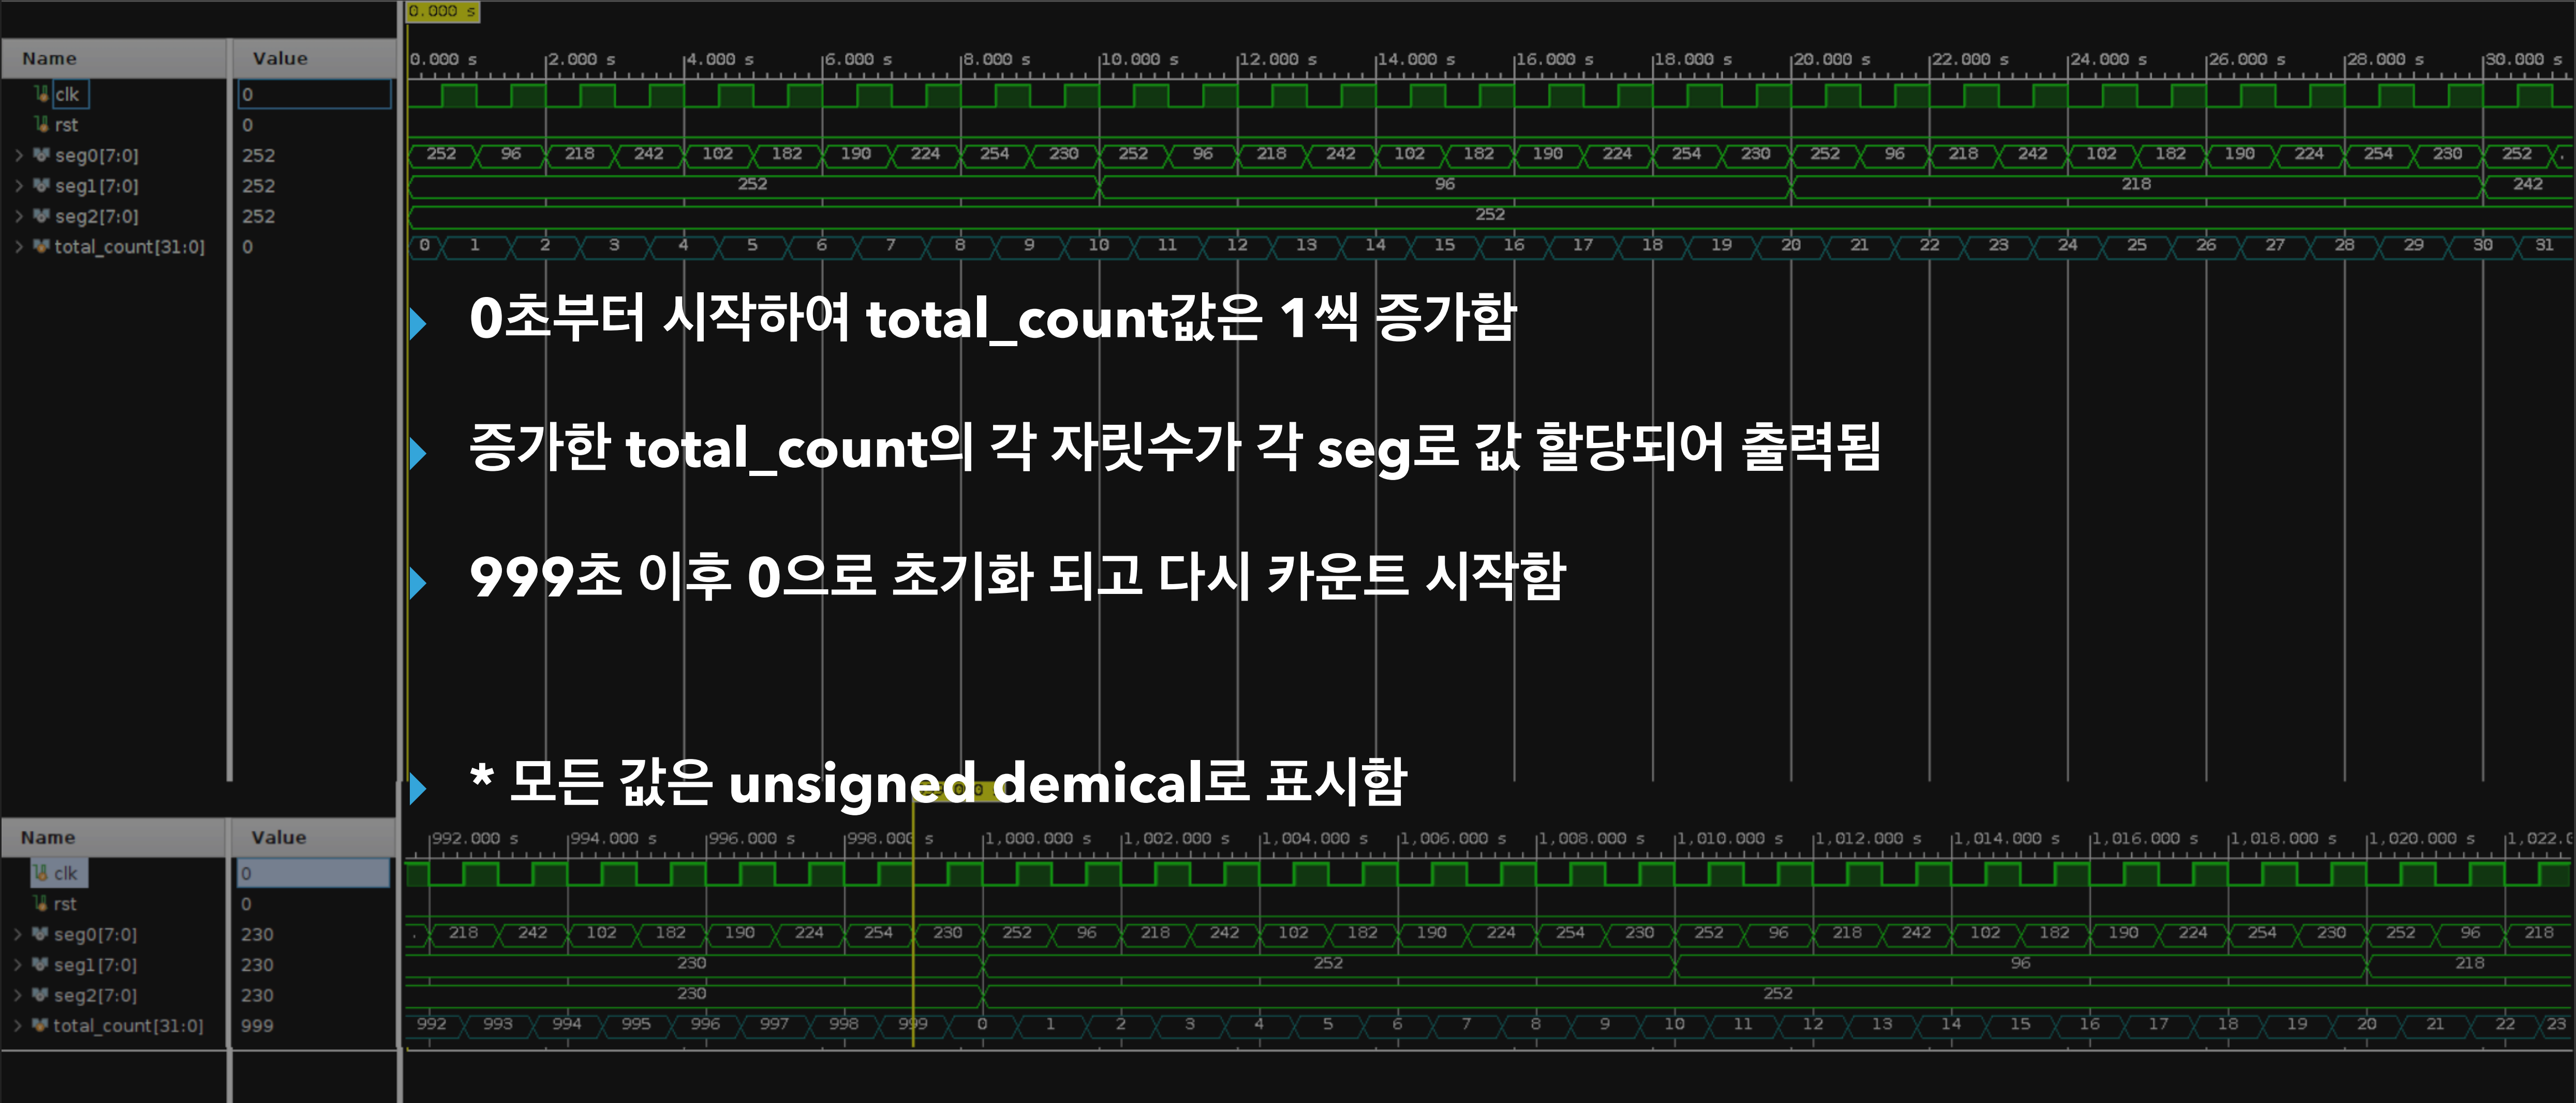 0.000 s
Name Value
0.000 s 2.000 s 4.000 s 6.000 s 8.000 s 10.000 s 12.000 s 14.000 s 16.000 s 18.000 s 20.000 s 22.000 s 24.000 s 26.000 s 28.000 s 30.000 s
clk 0
rst 0
seg0[7:0] 252 252 96 218 242 102 182 190 224 254 230 252 96 218 242 102 182 190 224 254 230 252 96 218 242 102 182 190 224 254 230 252
seg1[7:0] 252 252 96 218 242
seg2[7:0] 252 252
total_count[31:0] 0 0 1 2 3 4 5 6 7 8 9 10 11 12 13 14 15 16 17 18 19 20 21 22 23 24 25 26 27 28 29 30 31
0초부터 시작하여 total_count값은 1씩 증가함
증가한 total_count의 각 자릿수가 각 seg로 값 할당되어 출력됨
999초 이후 0으로 초기화 되고 다시 카운트 시작함
* 모든 값은 unsigned demical로 표시함
Name Value
992.000 s 994.000 s 996.000 s 998.000 s 1,000.000 s 1,002.000 s 1,004.000 s 1,006.000 s 1,008.000 s 1,010.000 s 1,012.000 s 1,014.000 s 1,016.000 s 1,018.000 s 1,020.000 s 1,022.0
clk 0
rst 0
seg0[7:0] 230 218 242 102 182 190 224 254 230 252 96 218 242 102 182 190 224 254 230 252 96 218 242 102 182 190 224 254 230 252 96 218
seg1[7:0] 230 230 252 96 218
seg2[7:0] 230 230 252
total_count[31:0] 999 992 993 994 995 996 997 998 999 0 1 2 3 4 5 6 7 8 9 10 11 12 13 14 15 16 17 18 19 20 21 22 23